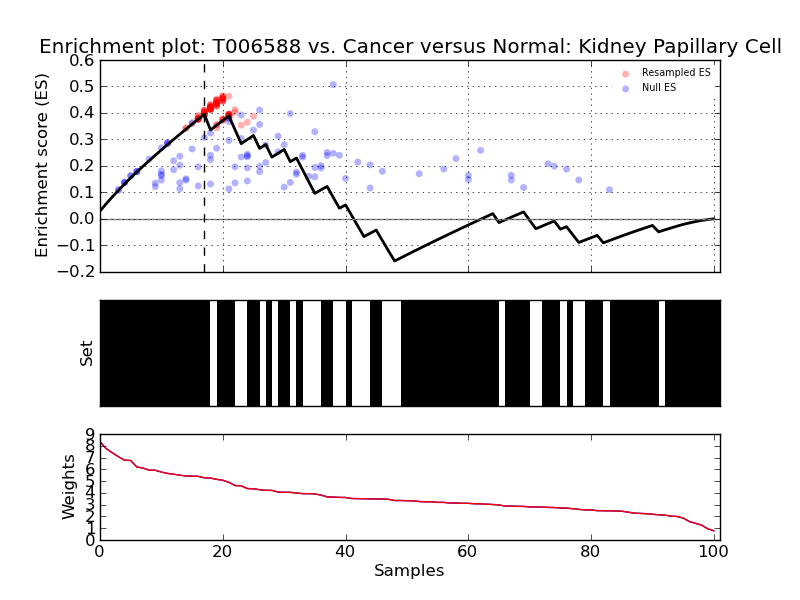 Enrichment plot: T006588 vs. Cancer versus Normal: Kidney Papillary Cell
Enrichment score (ES)
0.6
0.5
0.4
0.3
0.2
0.1
0.0
−0.1
−0.2
Resampled ES
Null ES
Set
Weights
9
8
7
6
5
4
3
2
1
0
0 20 40 60 80 100
Samples